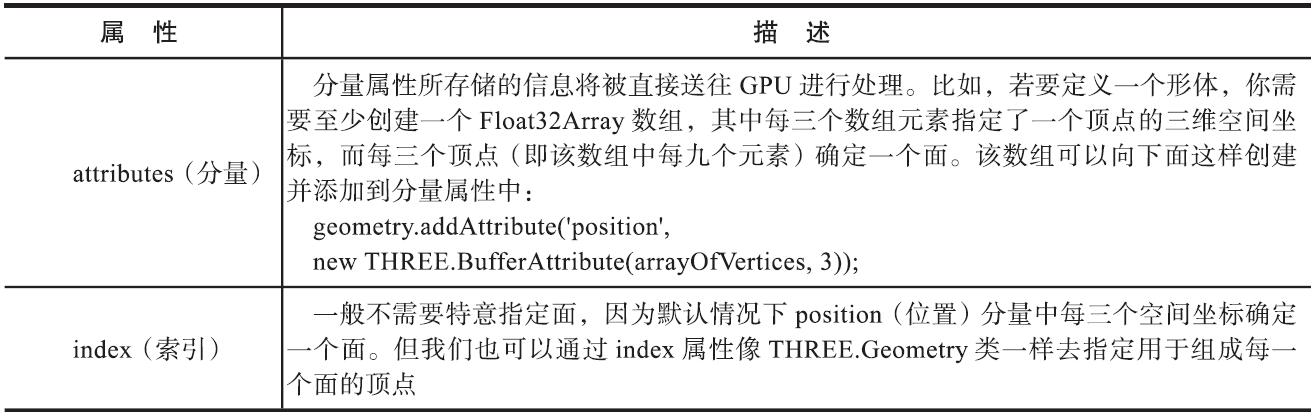 属 性 描 述
分量属性所存储的信息将被直接送往 GPU 进行处理。比如，若要定义一个形体，你需
要至少创建一个 Float32Array 数组，其中每三个数组元素指定了一个顶点的三维空间坐
标，而每三个顶点（即该数组中每九个元素）确定一个面。该数组可以向下面这样创建
attributes（分量）
并添加到分量属性中：
geometry.addAttribute('position',
new THREE.BufferAttribute(arrayOfVertices, 3));
一般不需要特意指定面，因为默认情况下 position（位置）分量中每三个空间坐标确定
index（索引）
一个面。但我们也可以通过 index 属性像 THREE.Geometry 类一样去指定用于组成每一
个面的顶点